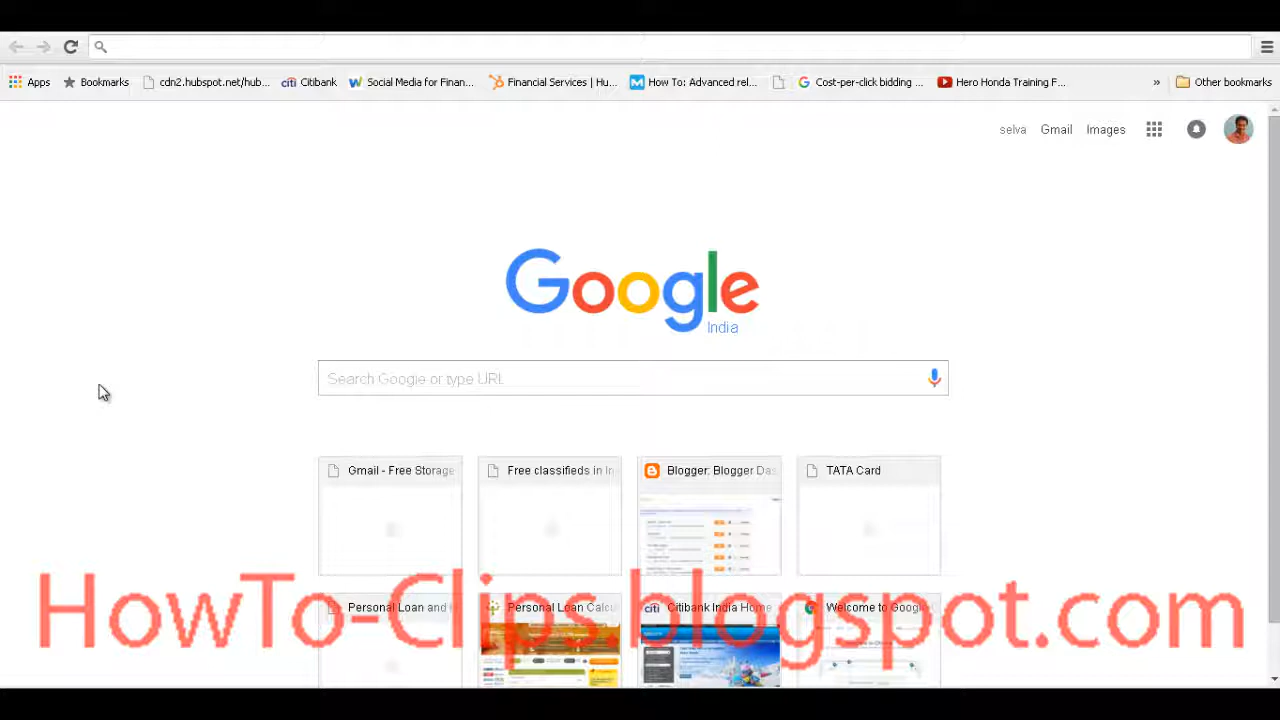 Apps Bookmarks cdn2.hubspot.net/hub... citi Citibank W Social Media for Finan... Financial Services | Hu... M How To: Advanced rel... G Cost-per-click bidding ... Hero Honda Training F... » Other bookmarks
selva Gmail Images
Google
India
Search Google or type URL
Gmail - Free Storage Free classifieds in In Blogger: Blogger Das TATA Card
Personal Loan and Personal Loan Calcu citi Citibank India Home Welcome to Google
HowTo-Clips.blogspot.com